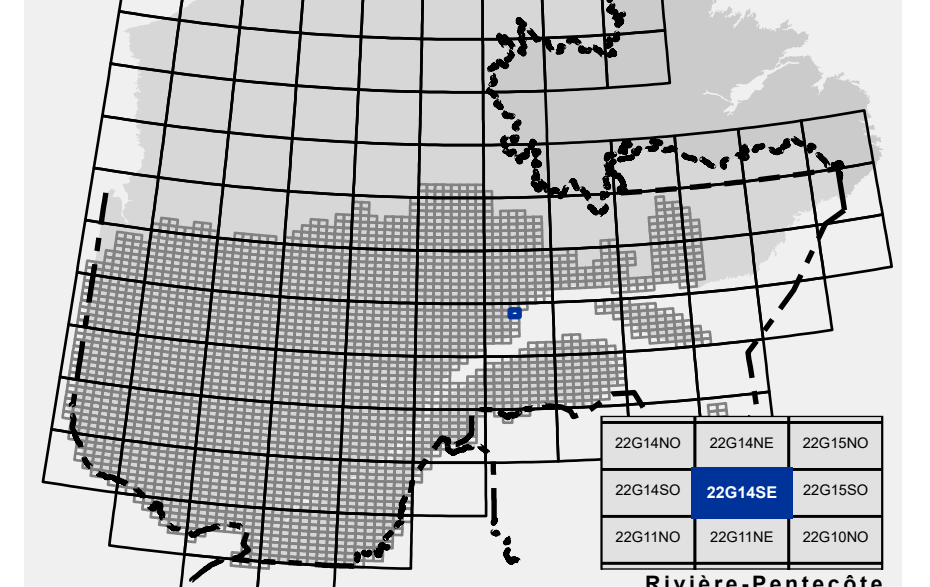 22G14NO 22G14NE 22G15NO
22G14SO 22G14SE 22G15SO
22G11NO 22G11NE 22G10NO
Rivière-Pentecôte